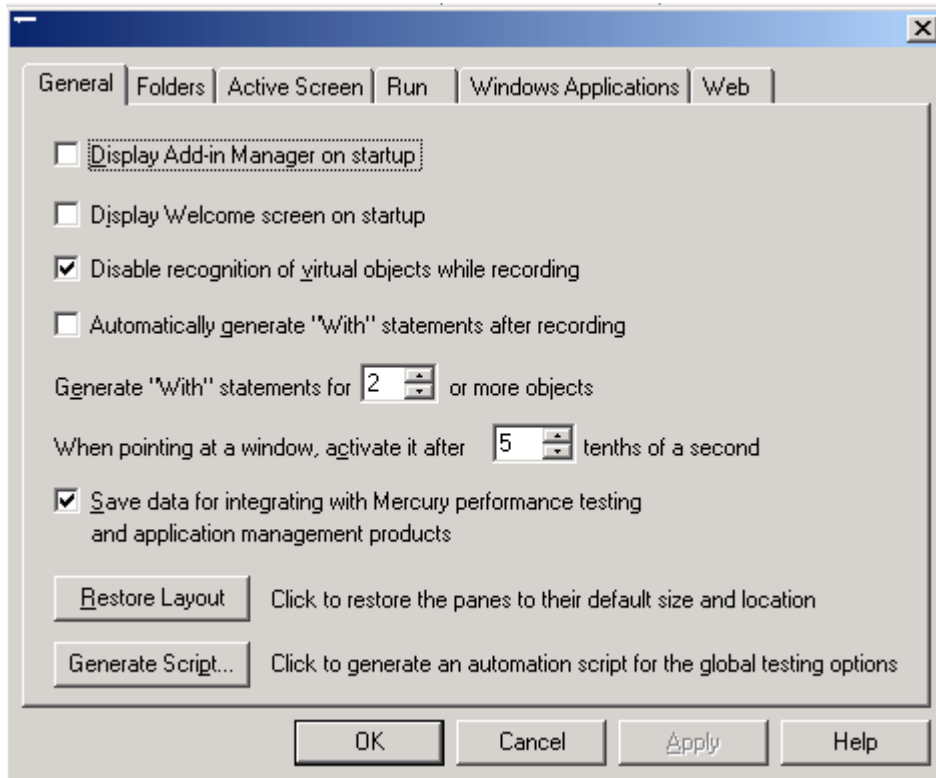 General Folders Active Screen Run Windows Applications Web
Display Add-in Manager on startup
Display Welcome screen on startup
Disable recognition of virtual objects while recording
Automatically generate "With" statements after recording
Generate "With" statements for 2 or more objects
When pointing at a window, activate it after 5 tenths of a second
Save data for integrating with Mercury performance testing
and application management products
Restore Layout Click to restore the panes to their default size and location
Generate Script... Click to generate an automation script for the global testing options
OK Cancel Apply Help